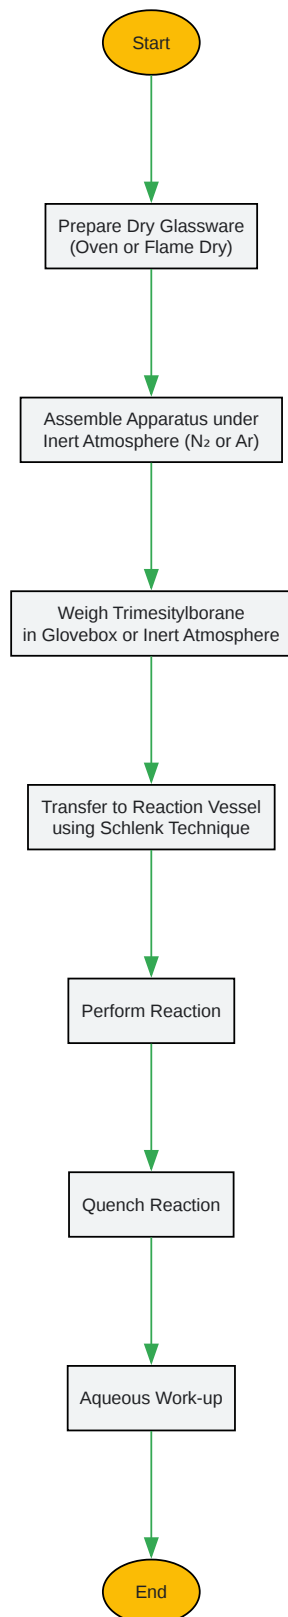 Start
Prepare Dry Glassware
(Oven or Flame Dry)
Assemble Apparatus under
Inert Atmosphere (N₂ or Ar)
Weigh Trimesitylborane
in Glovebox or Inert Atmosphere
Transfer to Reaction Vessel
using Schlenk Technique
Perform Reaction
Quench Reaction
Aqueous Work-up
End